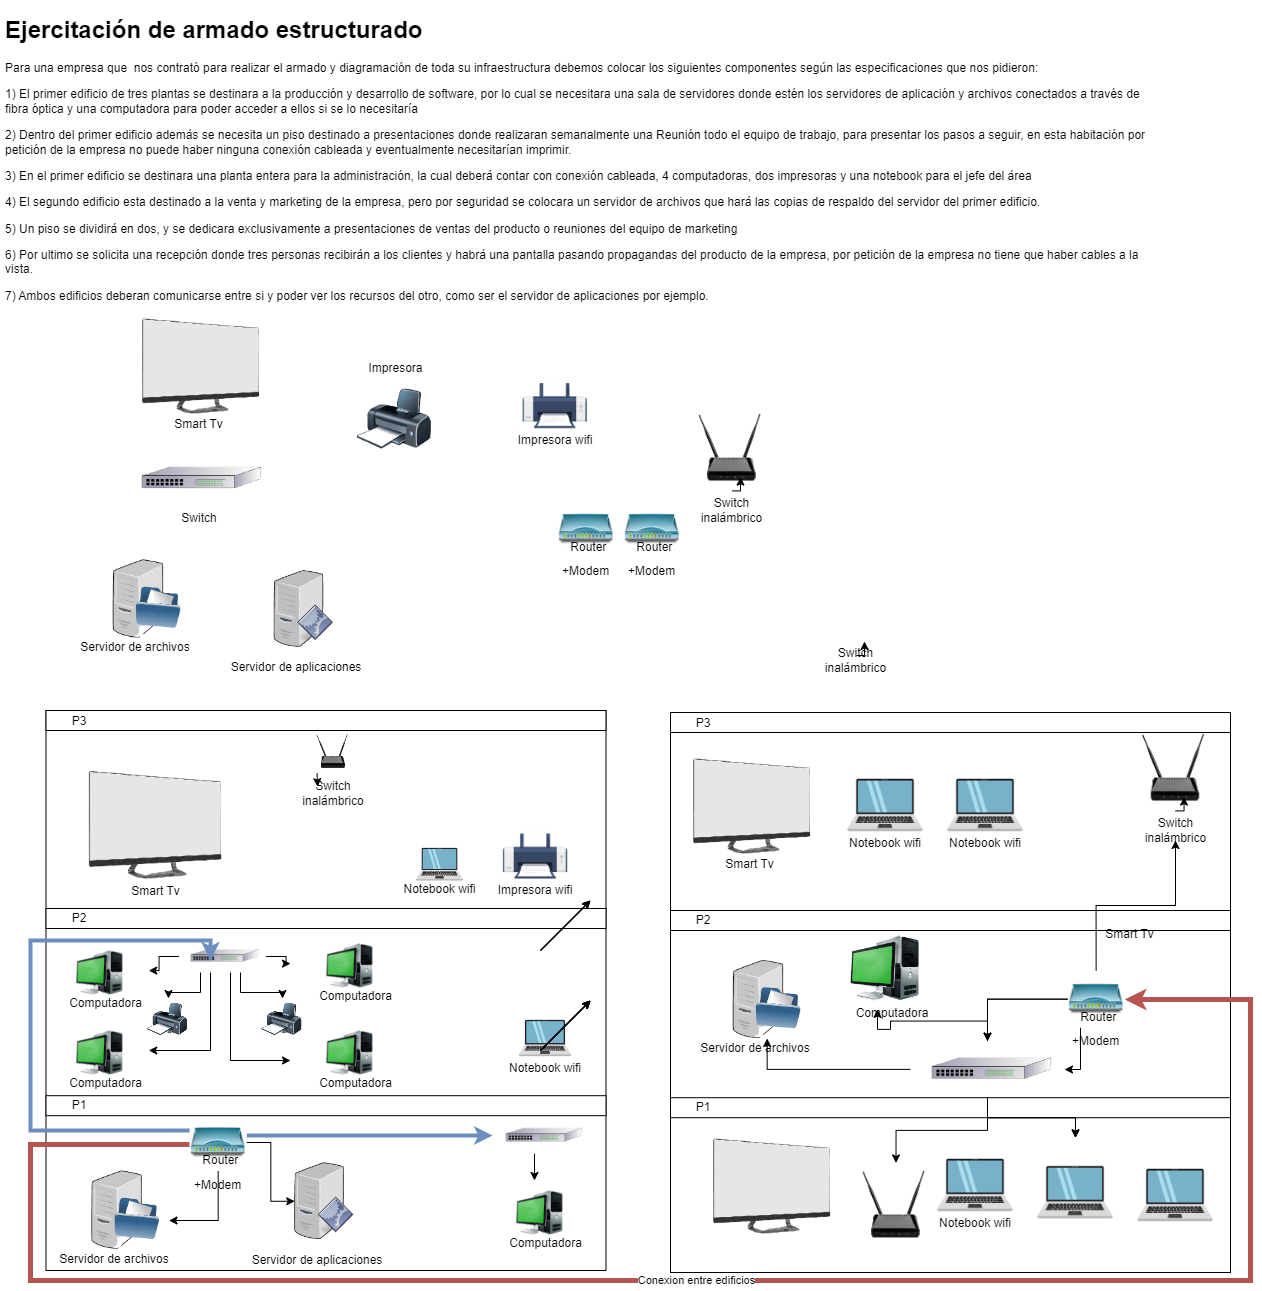 Ejercitación de armado estructurado
Para una empresa que  nos contrató para realizar el armado y diagramación de toda su infraestructura debemos colocar los siguientes componentes según las especificaciones que nos pidieron:
1) El primer edificio de tres plantas se destinara a la producción y desarrollo de software, por lo cual se necesitara una sala de servidores donde estén los servidores de aplicación y archivos conectados a través de
fibra óptica y una computadora para poder acceder a ellos si se lo necesitaría
2) Dentro del primer edificio además se necesita un piso destinado a presentaciones donde realizaran semanalmente una Reunión todo el equipo de trabajo, para presentar los pasos a seguir, en esta habitación por
petición de la empresa no puede haber ninguna conexión cableada y eventualmente necesitarían imprimir.
3) En el primer edificio se destinara una planta entera para la administración, la cual deberá contar con conexión cableada, 4 computadoras, dos impresoras y una notebook para el jefe del área
4) El segundo edificio esta destinado a la venta y marketing de la empresa, pero por seguridad se colocara un servidor de archivos que hará las copias de respaldo del servidor del primer edificio.
5) Un piso se dividirá en dos, y se dedicara exclusivamente a presentaciones de ventas del producto o reuniones del equipo de marketing
6) Por ultimo se solicita una recepción donde tres personas recibirán a los clientes y habrá una pantalla pasando propagandas del producto de la empresa, por petición de la empresa no tiene que haber cables a la
vista.
7) Ambos edificios deberan comunicarse entre si y poder ver los recursos del otro, como ser el servidor de aplicaciones por ejemplo.
Impresora
Smart Tv
Impresora wifi
Switch
Switch
inalámbrico
Router
+Modem
Router
+Modem
Servidor de archivos
Servidor de aplicaciones
Switch
inalámbrico
P3
Switch
inalámbrico
Smart Tv
Notebook wifi
Impresora wifi
P2
Computadora
Computadora
Computadora
Computadora
Notebook wifi
P1
Router
+Modem
Servidor de archivos
Servidor de aplicaciones
Computadora
P3
Smart Tv
Notebook wifi
Notebook wifi
Switch
inalámbrico
P2
Smart Tv
Computadora
Router
+Modem
Servidor de archivos
P1
Notebook wifi
Conexion entre edificios